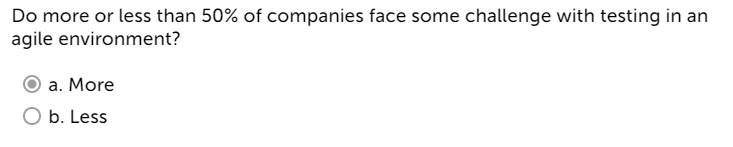 Do more or less than 50% of companies face some challenge with testing in an
agile environment?
a. More
b. Less